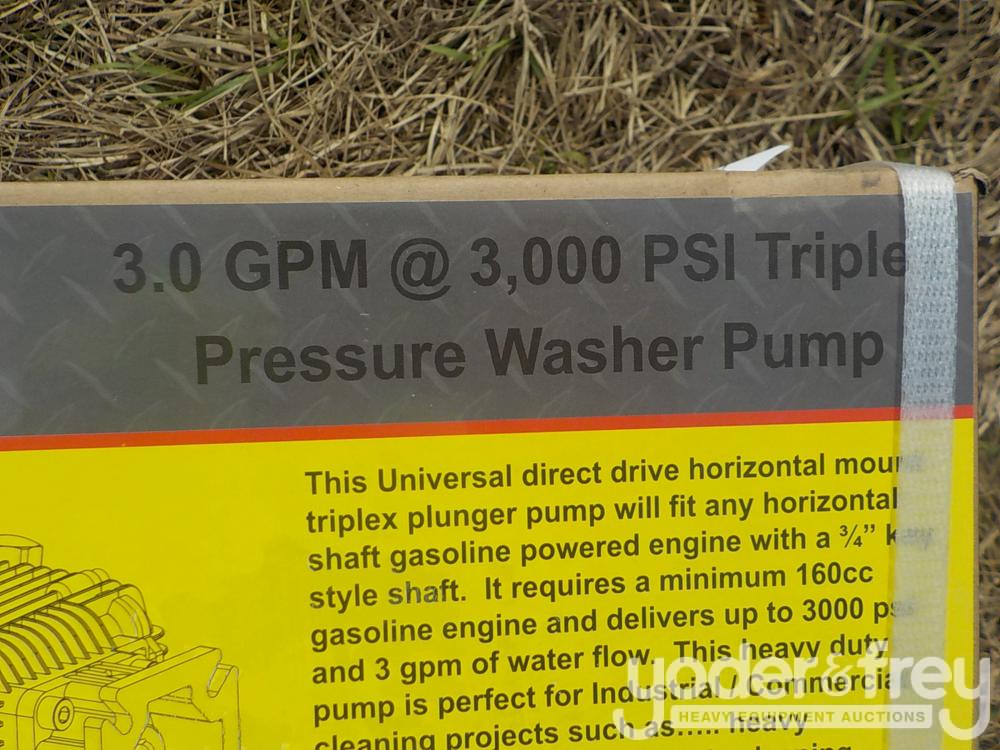 3.0 GPM @ 3,000 PSI Triple
Pressure Washer Pump
This Universal direct drive horizontal moun
triplex plunger pump will fit any horizontal
shaft gasoline powered engine with a ¾” key
style shaft. It requires a minimum 160cc
gasoline engine and delivers up to 3000 psi
and 3 gpm of water flow. This heavy duty
pump is perfect for Industrial / Commercial
cleaning projects such as….. heavy
yoder & frey
HEAVY EQUIPMENT AUCTIONS